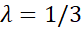 λ = 1/3